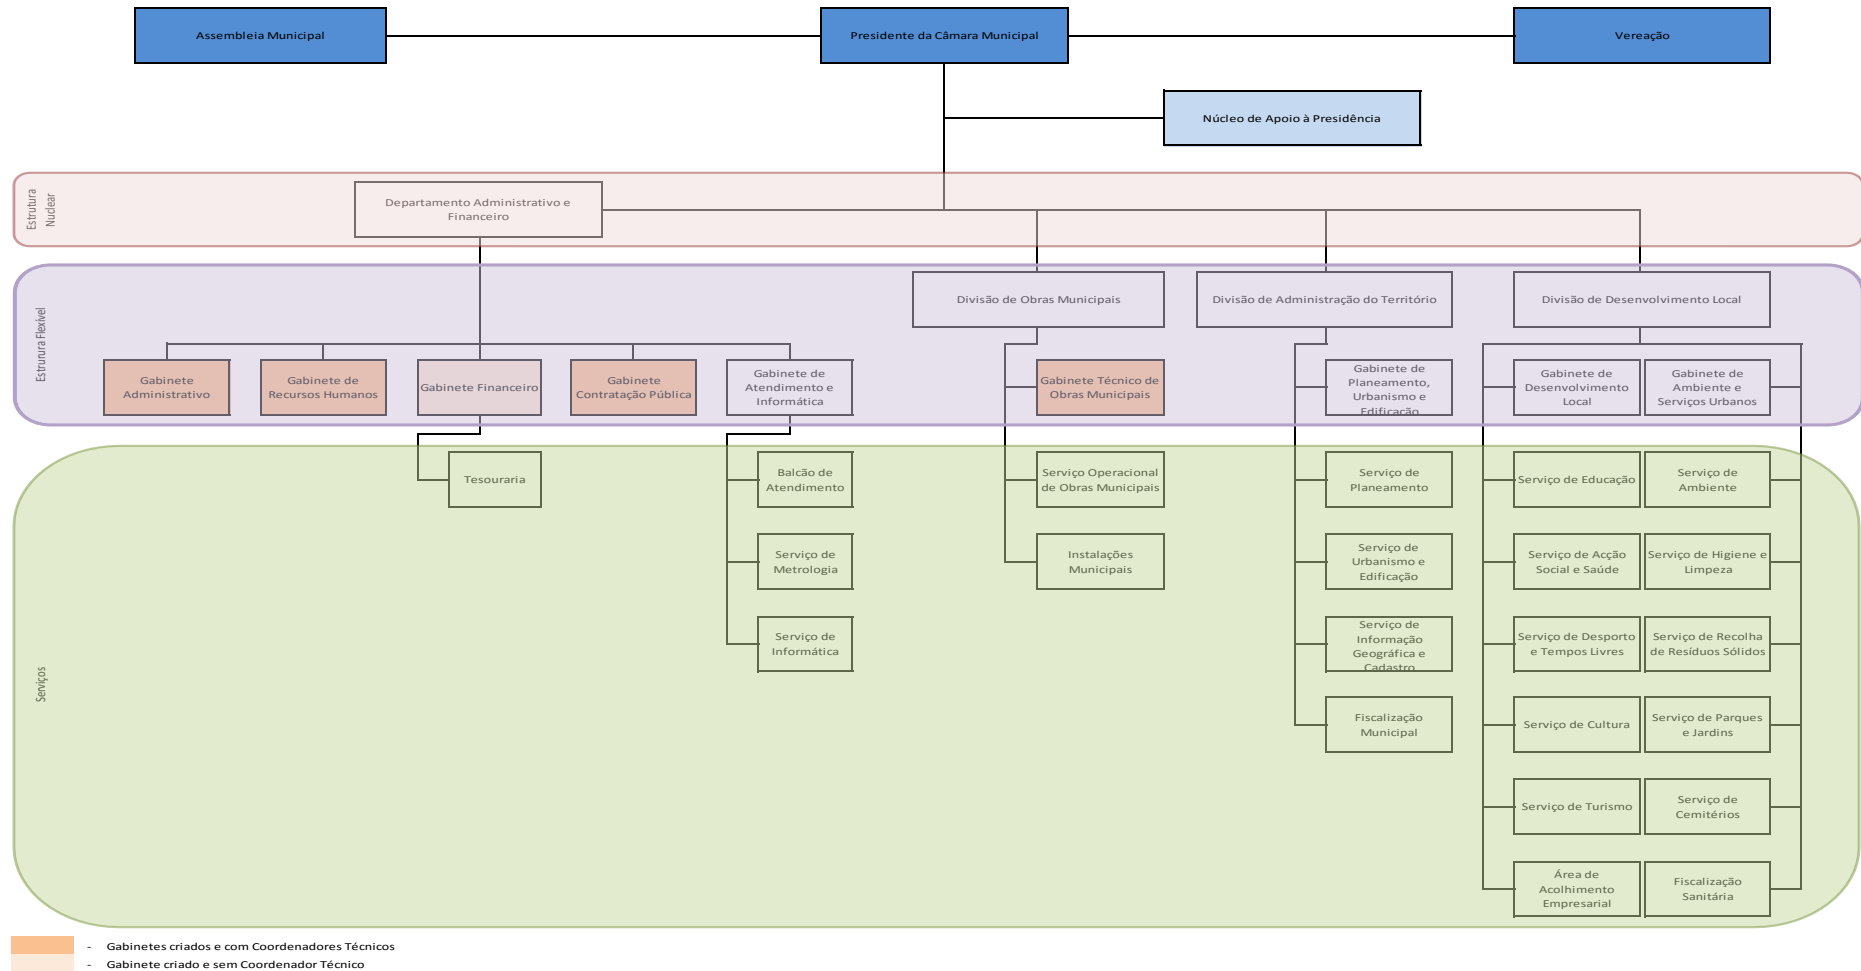 Assembleia Municipal
Presidente da Câmara Municipal
Vereação
Núcleo de Apoio à Presidência
Estrutura
Nuclear
Departamento Administrativo e
Financeiro
Estrurura Flexível
Divisão de Obras Municipais
Divisão de Administração do Território
Divisão de Desenvolvimento Local
Gabinete
Administrativo
Gabinete de
Recursos Humanos
Gabinete Financeiro
Gabinete
Contratação Pública
Gabinete de
Atendimento e
Informática
Gabinete Técnico de
Obras Municipais
Gabinete de
Planeamento,
Urbanismo e
Edificação
Gabinete de
Desenvolvimento
Local
Gabinete de
Ambiente e
Serviços Urbanos
Serviços
Tesouraria
Balcão de
Atendimento
Serviço Operacional
de Obras Municipais
Serviço de
Planeamento
Serviço de Educação
Serviço de
Ambiente
Serviço de
Metrologia
Instalações
Municipais
Serviço de
Urbanismo e
Edificação
Serviço de Acção
Social e Saúde
Serviço de Higiene e
Limpeza
Serviço de
Informática
Serviço de
Informação
Geográfica e
Cadastro
Serviço de Desporto
e Tempos Livres
Serviço de Recolha
de Resíduos Sólidos
Fiscalização
Municipal
Serviço de Cultura
Serviço de Parques
e Jardins
Serviço de Turismo
Serviço de
Cemitérios
Área de
Acolhimento
Empresarial
Fiscalização
Sanitária
- Gabinetes criados e com Coordenadores Técnicos
- Gabinete criado e sem Coordenador Técnico